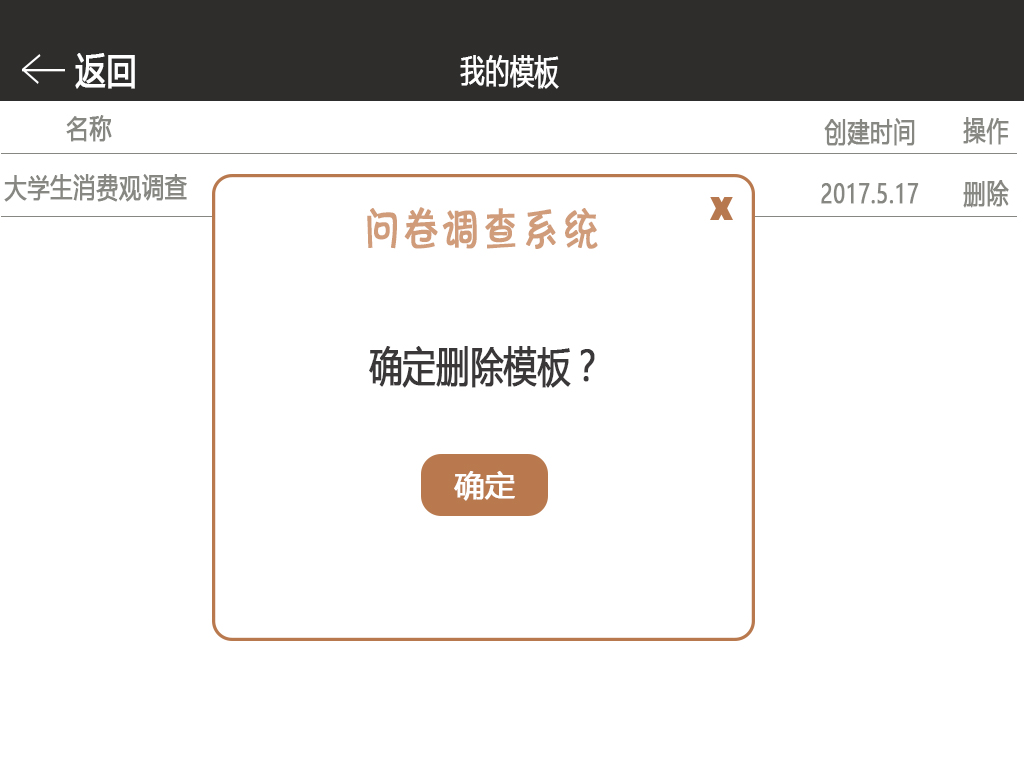 返回
我的模板
名称 创建时间 操作
大学生消费观调查 2017.5.17 删除
问卷调查系统 X
确定删除模板？
确定